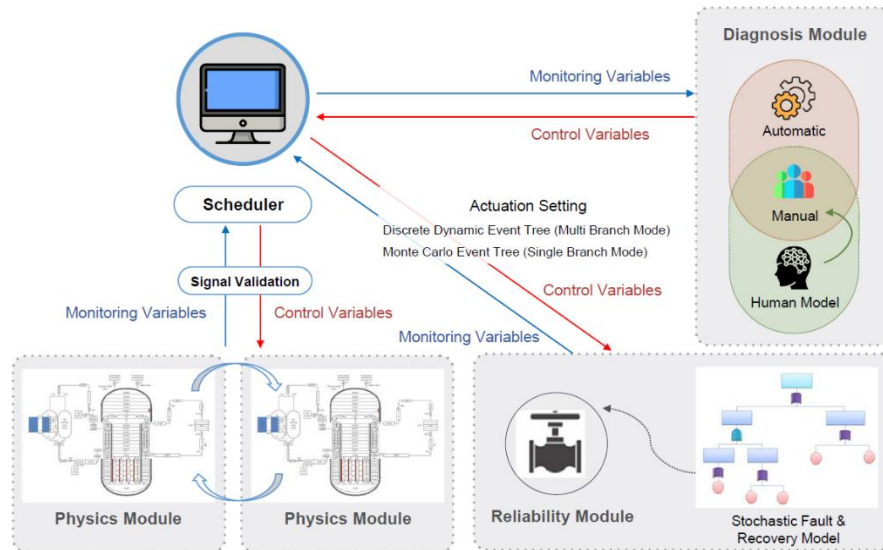 Diagnosis Module
Monitoring Variables
Control Variables
Automatic
Manual
Human Model
Scheduler
Actuation Setting
Discrete Dynamic Event Tree (Multi Branch Mode)
Monte Carlo Event Tree (Single Branch Mode)
Signal Validation
Control Variables
Monitoring Variables
Control Variables
Monitoring Variables
Physics Module
Physics Module
Reliability Module
Stochastic Fault &
Recovery Model